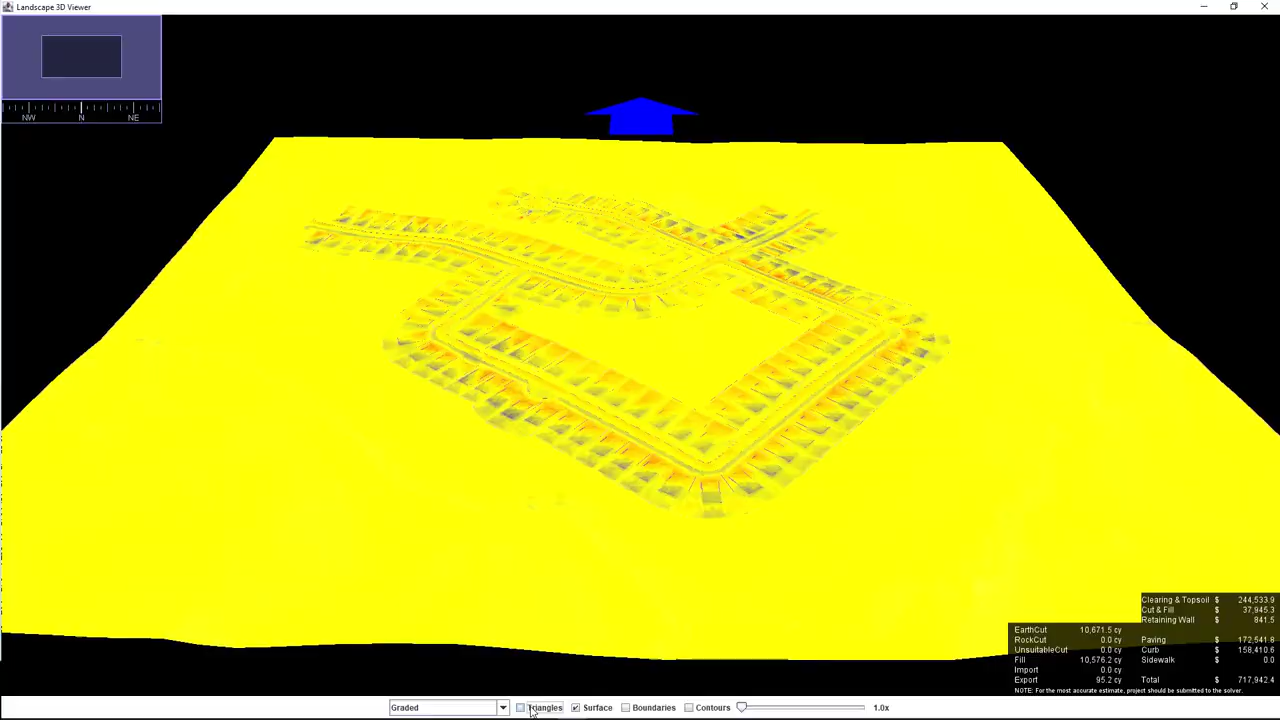 Landscape 3D Viewer
NW N NE
Clearing & Topsoil $ 244,533.9
Cut & Fill $ 37,945.3
Retaining Wall $ 841.5
EarthCut 10,671.5 cy
RockCut 0.0 cy Paving $ 172,541.8
UnsuitableCut 0.0 cy Curb $ 158,410.6
Fill 10,576.2 cy Sidewalk $ 0.0
Import 0.0 cy
Export 95.2 cy Total $ 717,942.4
NOTE: For the most accurate estimate, project should be submitted to the solver.
Graded Triangles Surface Boundaries Contours 1.0x